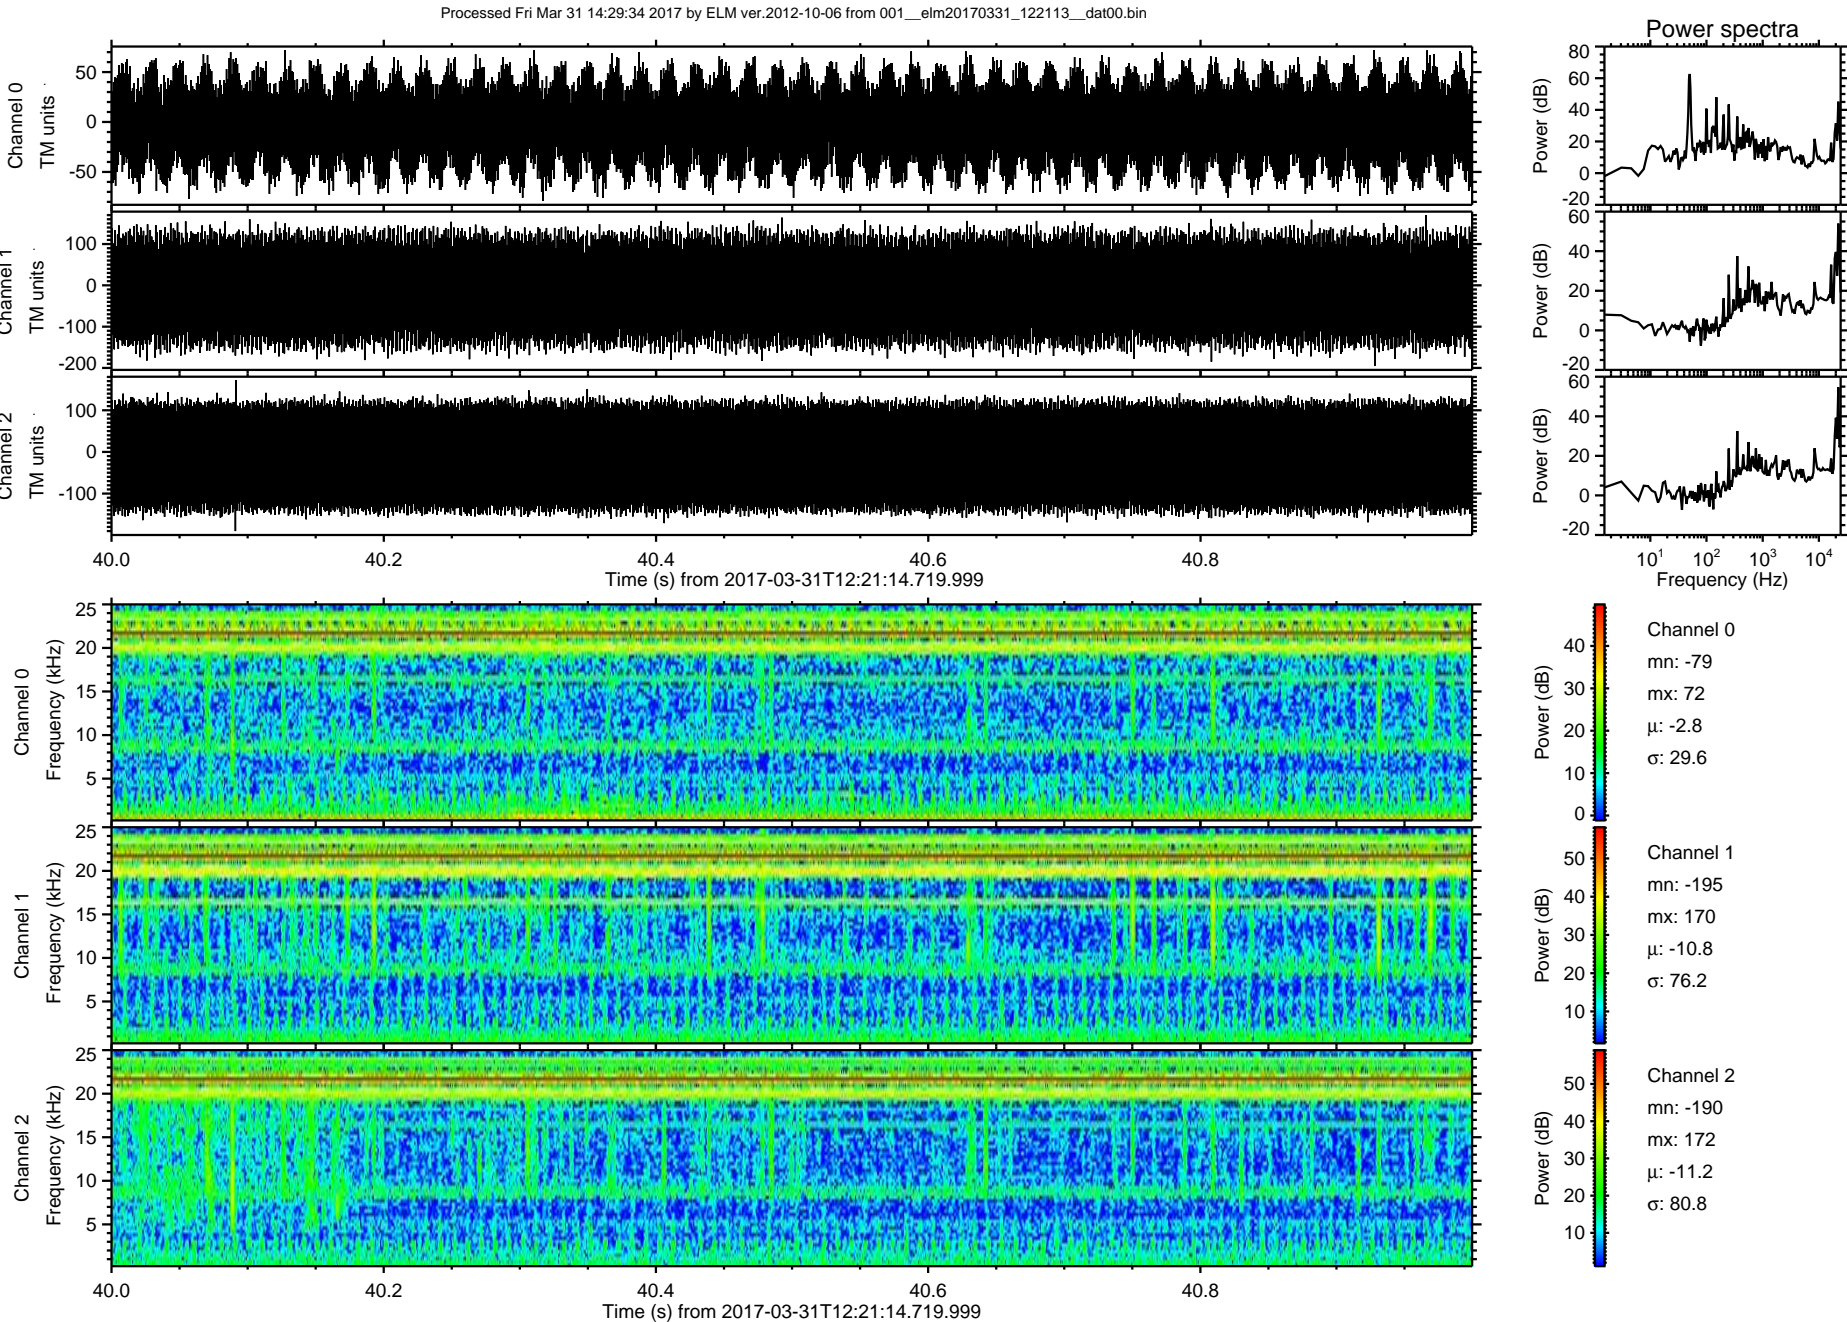 Processed Fri Mar 31 14:29:34 2017 by ELM ver.2012-10-06 from 001__elm20170331_122113__dat00.bin
Power spectra
Channel 0
TM units
50
0
-50
Power (dB)
80
60
40
20
0
-20
Channel 1
TM units
100
0
-100
-200
Power (dB)
60
40
20
0
-20
Channel 2
TM units
100
0
-100
Power (dB)
60
40
20
0
-20
40.0 40.2 40.4 40.6 40.8
Time (s) from 2017-03-31T12:21:14.719.999
10^1 10^2 10^3 10^4
Frequency (Hz)
Channel 0
Frequency (kHz)
25
20
15
10
5
Power (dB)
40
30
20
10
0
Channel 0
mn: -79
mx: 72
μ: -2.8
σ: 29.6
Channel 1
Frequency (kHz)
25
20
15
10
5
Power (dB)
50
40
30
20
10
Channel 1
mn: -195
mx: 170
μ: -10.8
σ: 76.2
Channel 2
Frequency (kHz)
25
20
15
10
5
Power (dB)
50
40
30
20
10
Channel 2
mn: -190
mx: 172
μ: -11.2
σ: 80.8
40.0 40.2 40.4 40.6 40.8
Time (s) from 2017-03-31T12:21:14.719.999